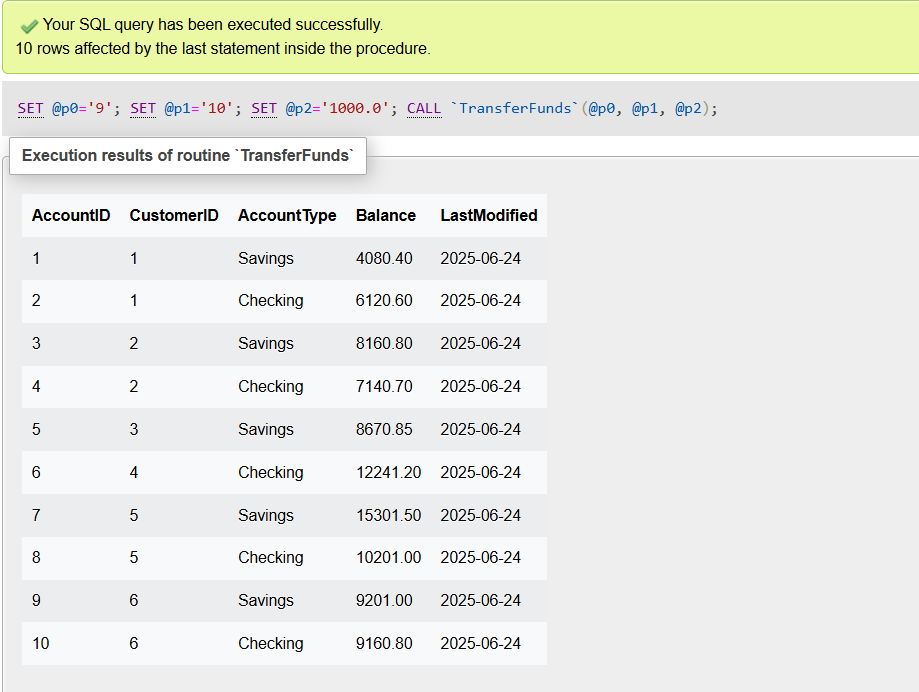 Your SQL query has been executed successfully.
10 rows affected by the last statement inside the procedure.
SET @p0='9'; SET @p1='10'; SET @p2='1000.0'; CALL `TransferFunds`(@p0, @p1, @p2);
Execution results of routine `TransferFunds`
AccountID CustomerID AccountType Balance LastModified
1 1 Savings 4080.40 2025-06-24
2 1 Checking 6120.60 2025-06-24
3 2 Savings 8160.80 2025-06-24
4 2 Checking 7140.70 2025-06-24
5 3 Savings 8670.85 2025-06-24
6 4 Checking 12241.20 2025-06-24
7 5 Savings 15301.50 2025-06-24
8 5 Checking 10201.00 2025-06-24
9 6 Savings 9201.00 2025-06-24
10 6 Checking 9160.80 2025-06-24